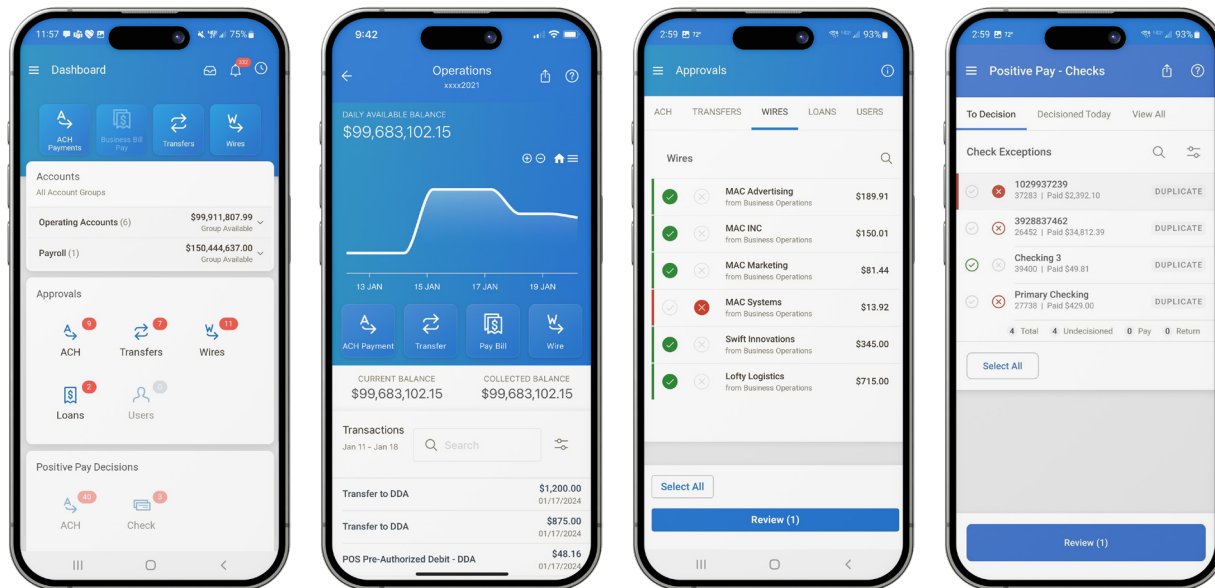 11:57
75%
Dashboard
332
ACH
Payments
Business Bill
Pay
Transfers
Wires
Accounts
All Account Groups
Operating Accounts (6)
$99,911,807.99
Group Available
Payroll (1)
$150,444,637.00
Group Available
Approvals
9
ACH
7
Transfers
11
Wires
2
Loans
Users
Positive Pay Decisions
40
ACH
3
Check
9:42
Operations
xxxx2021
DAILY AVAILABLE BALANCE
$99,683,102.15
13 JAN 15 JAN 17 JAN 19 JAN
ACH Payment
Transfer
Pay Bill
Wire
CURRENT BALANCE
$99,683,102.15
COLLECTED BALANCE
$99,683,102.15
Transactions
Jan 11 – Jan 18
Search
Transfer to DDA $1,200.00
01/17/2024
Transfer to DDA $875.00
01/17/2024
POS Pre-Authorized Debit - DDA $48.16
01/17/2024
2:59 72° 93%
Approvals
ACH TRANSFERS WIRES LOANS USERS
Wires
MAC Advertising $189.91
from Business Operations
MAC INC $150.01
from Business Operations
MAC Marketing $81.44
from Business Operations
MAC Systems $13.92
from Business Operations
Swift Innovations $345.00
from Business Operations
Lofty Logistics $715.00
from Business Operations
Select All
Review (1)
2:59 72° 93%
Positive Pay - Checks
To Decision Decisioned Today View All
Check Exceptions
1029937239 DUPLICATE
37283 | Paid $2,392.10
3928837462 DUPLICATE
26452 | Paid $34,812.39
Checking 3 DUPLICATE
39400 | Paid $49.81
Primary Checking DUPLICATE
27738 | Paid $429.00
4 Total 4 Undecisioned 0 Pay 0 Return
Select All
Review (1)